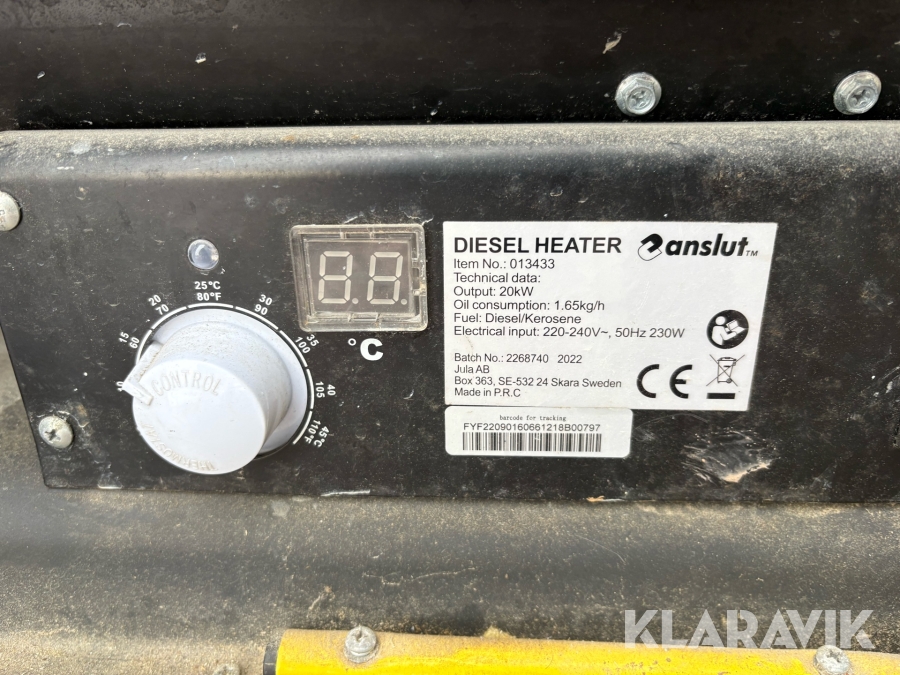 DIESEL HEATER anslut™
Item No.: 013433
Technical data:
Output: 20kW
Oil consumption: 1.65kg/h
Fuel: Diesel/Kerosene
Electrical input: 220-240V~, 50Hz 230W
Batch No.: 2268740 2022
Jula AB
Box 363, SE-532 24 Skara Sweden
Made in P.R.C
CE
barcode for tracking
FYF22090160661218B00797
25°C
80°F
20
70
30
90
15
60
35
100
40
105
45°C
110°F
CONTROL
°C
KLARAVIK